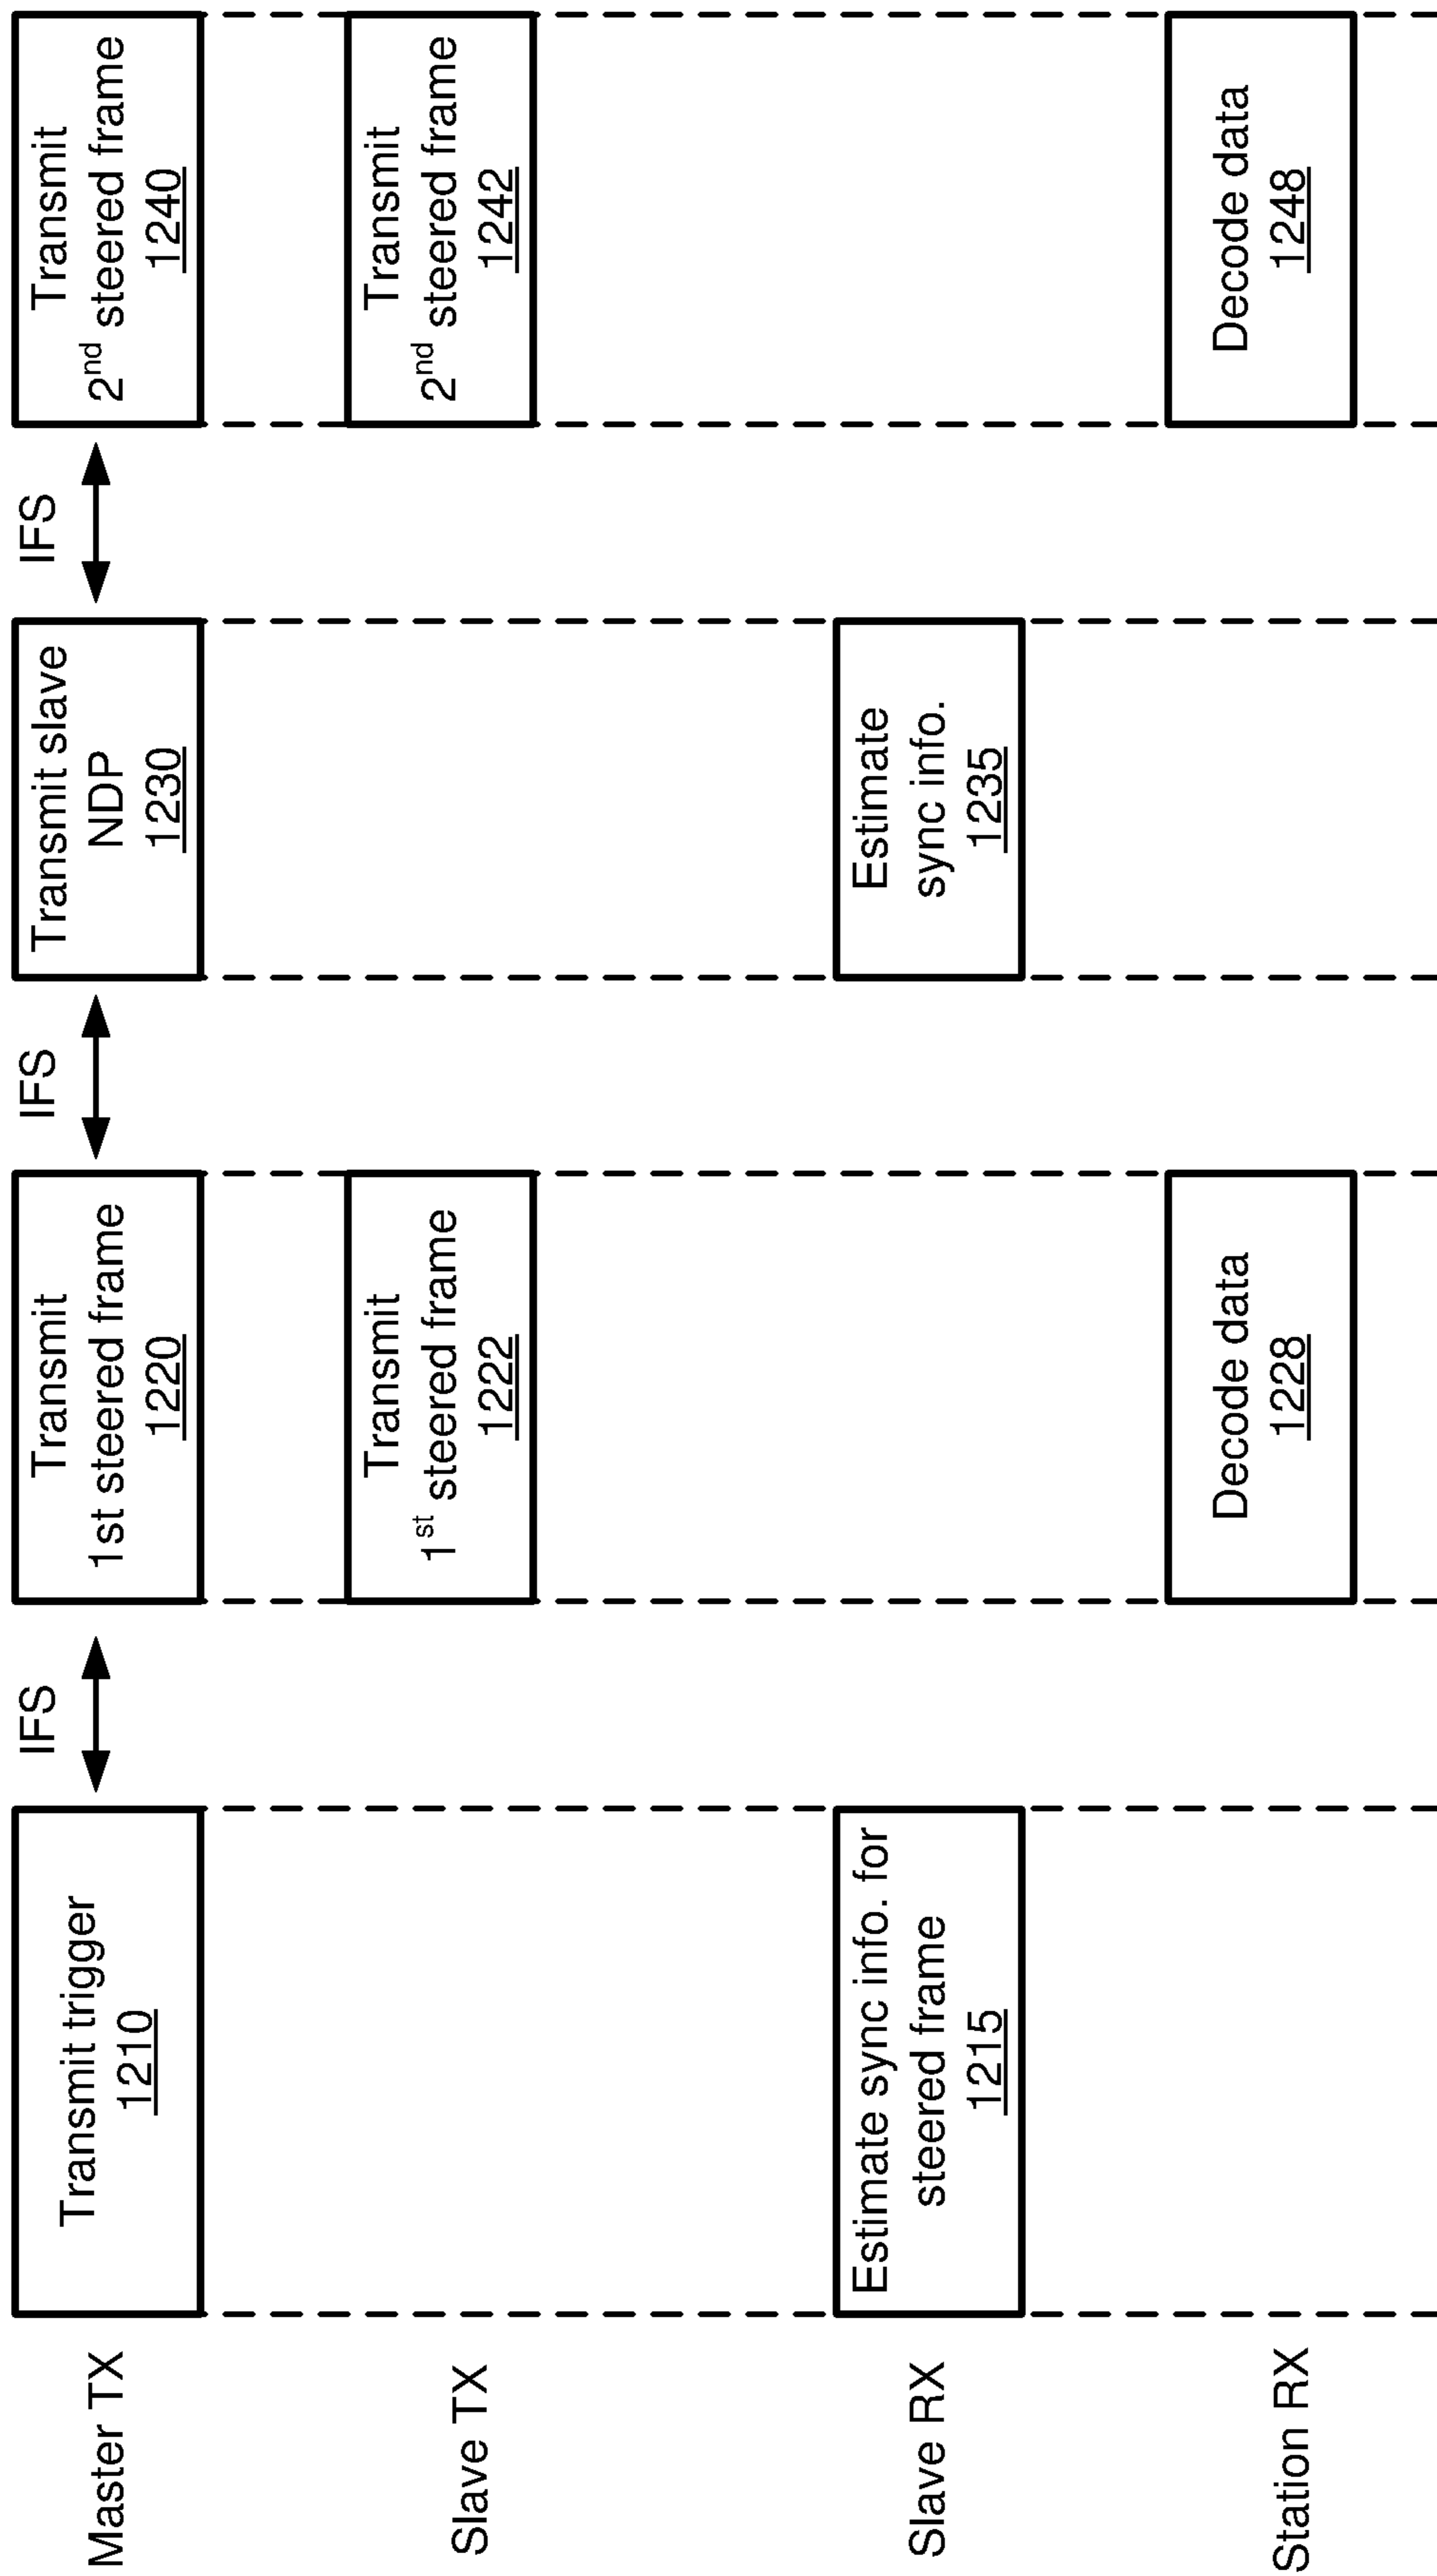 Master TX
Transmit trigger
1210
IFS
Transmit
1st steered frame
1220
IFS
Transmit slave
NDP
1230
IFS
Transmit
2nd steered frame
1240
Slave TX
Transmit
1st steered frame
1222
Transmit
2nd steered frame
1242
Slave RX
Estimate sync info. for
steered frame
1215
Estimate
sync info.
1235
Station RX
Decode data
1228
Decode data
1248